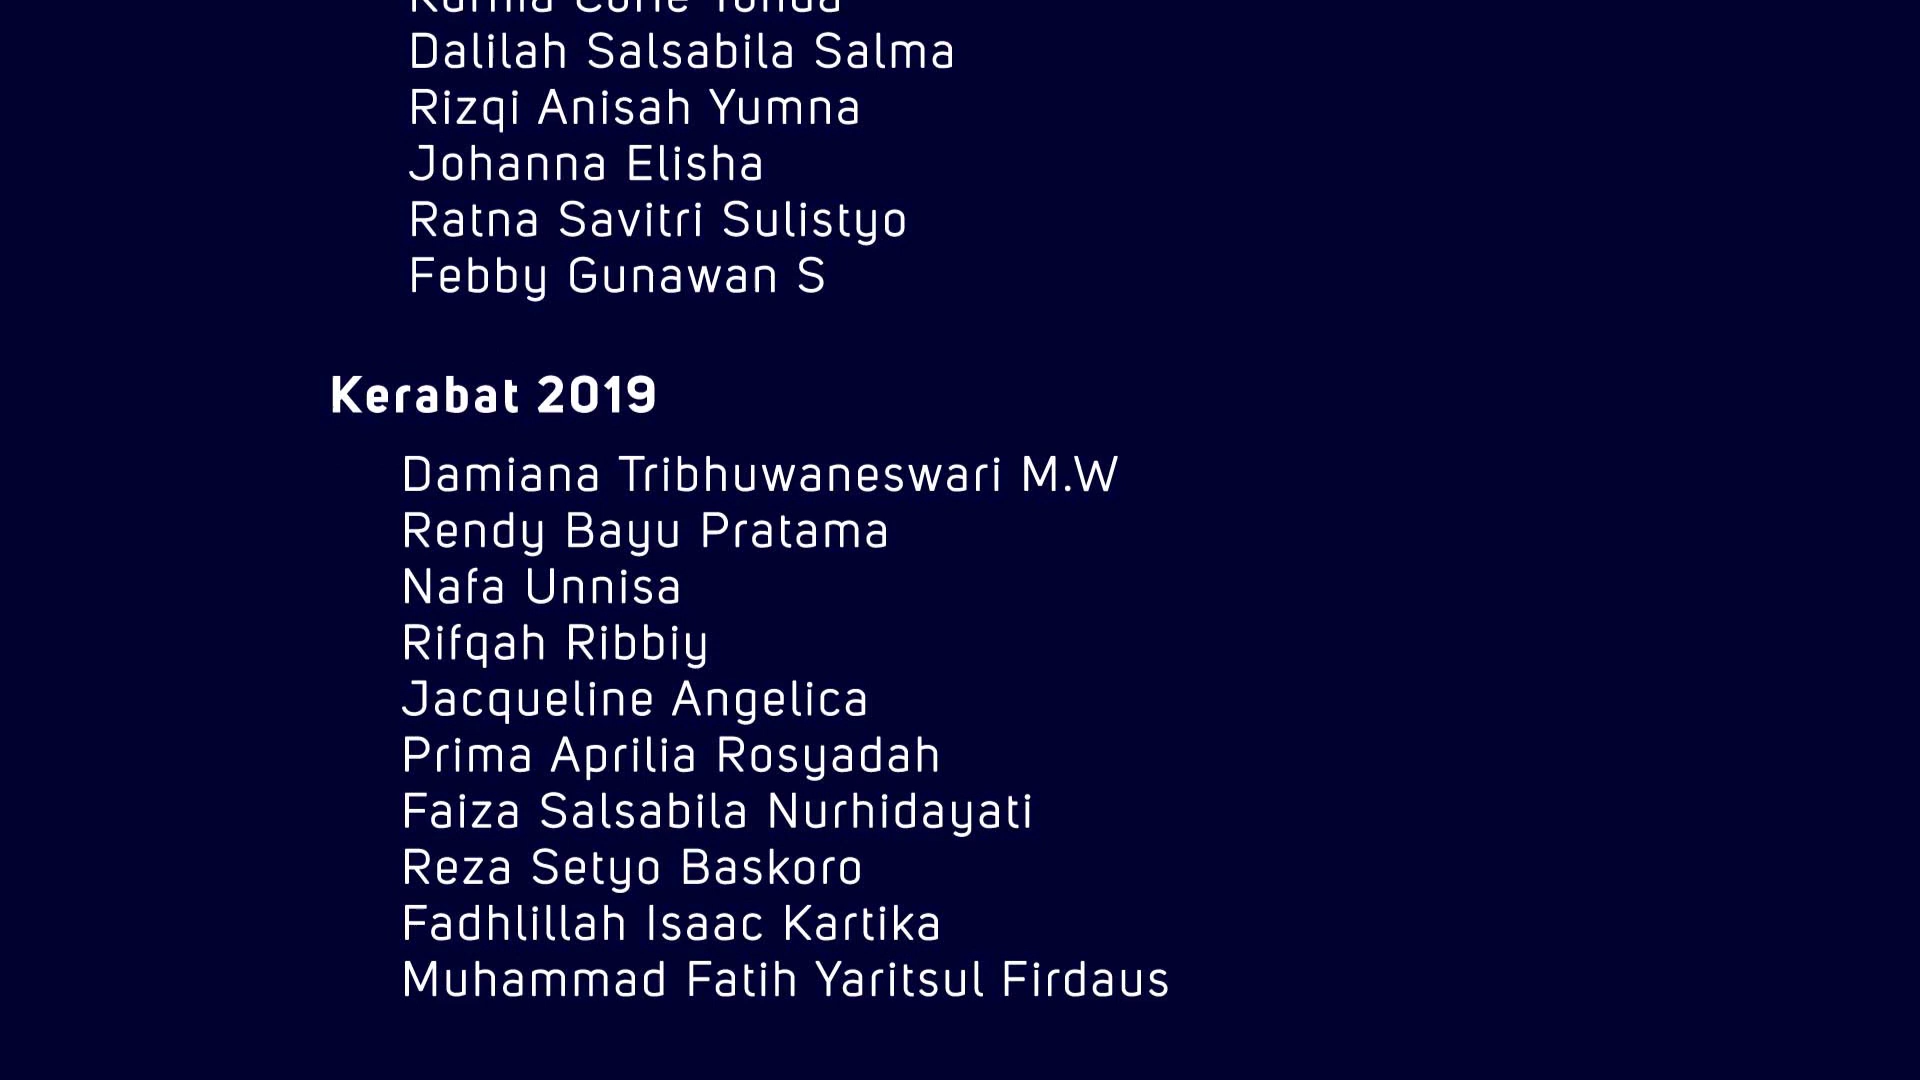 Dalilah Salsabila Salma
Rizqi Anisah Yumna
Johanna Elisha
Ratna Savitri Sulistyo
Febby Gunawan S
Kerabat 2019
Damiana Tribhuwaneswari M.W
Rendy Bayu Pratama
Nafa Unnisa
Rifqah Ribbiy
Jacqueline Angelica
Prima Aprilia Rosyadah
Faiza Salsabila Nurhidayati
Reza Setyo Baskoro
Fadhlillah Isaac Kartika
Muhammad Fatih Yaritsul Firdaus